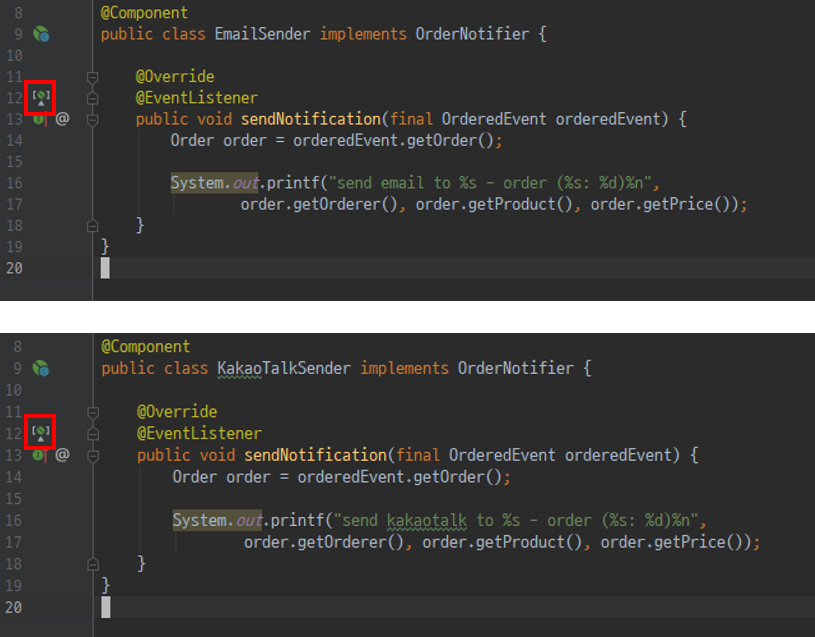 8 @Component
9 public class EmailSender implements OrderNotifier {
10
11 @Override
12 @EventListener
13 @ public void sendNotification(final OrderedEvent orderedEvent) {
14 Order order = orderedEvent.getOrder();
15
16 System.out.printf("send email to %s - order (%s: %d)%n",
17 order.getOrderer(), order.getProduct(), order.getPrice());
18 }
19 }
20
8 @Component
9 public class KakaoTalkSender implements OrderNotifier {
10
11 @Override
12 @EventListener
13 @ public void sendNotification(final OrderedEvent orderedEvent) {
14 Order order = orderedEvent.getOrder();
15
16 System.out.printf("send kakaotalk to %s - order (%s: %d)%n",
17 order.getOrderer(), order.getProduct(), order.getPrice());
18 }
19 }
20